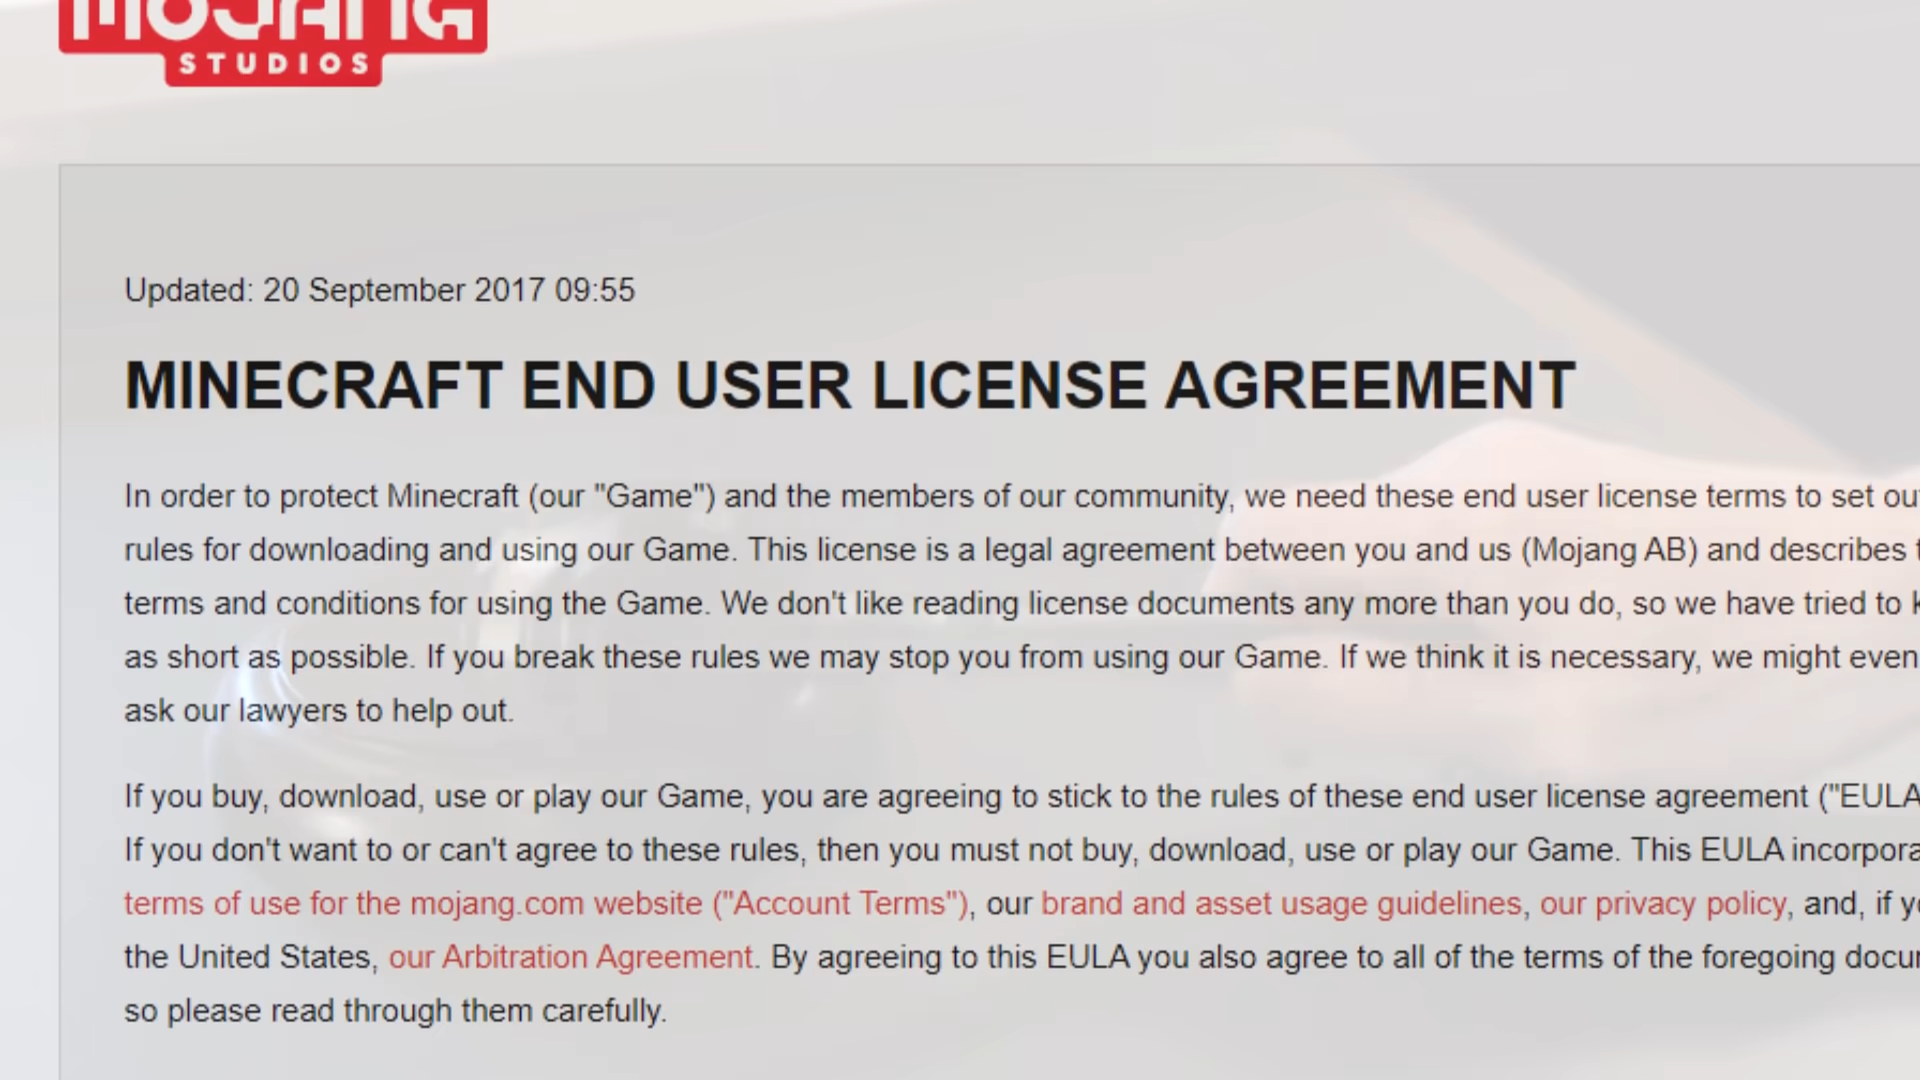 MOJANG
STUDIOS
Updated: 20 September 2017 09:55
MINECRAFT END USER LICENSE AGREEMENT
In order to protect Minecraft (our "Game") and the members of our community, we need these end user license terms to set out
rules for downloading and using our Game. This license is a legal agreement between you and us (Mojang AB) and describes
terms and conditions for using the Game. We don't like reading license documents any more than you do, so we have tried to
as short as possible. If you break these rules we may stop you from using our Game. If we think it is necessary, we might even
ask our lawyers to help out.
If you buy, download, use or play our Game, you are agreeing to stick to the rules of these end user license agreement ("EULA
If you don't want to or can't agree to these rules, then you must not buy, download, use or play our Game. This EULA
terms of use for the mojang.com website ("Account Terms"), our brand and asset usage guidelines, our privacy policy, and, if
the United States, our Arbitration Agreement. By agreeing to this EULA you also agree to all of the terms of the foregoing
so please read through them carefully.